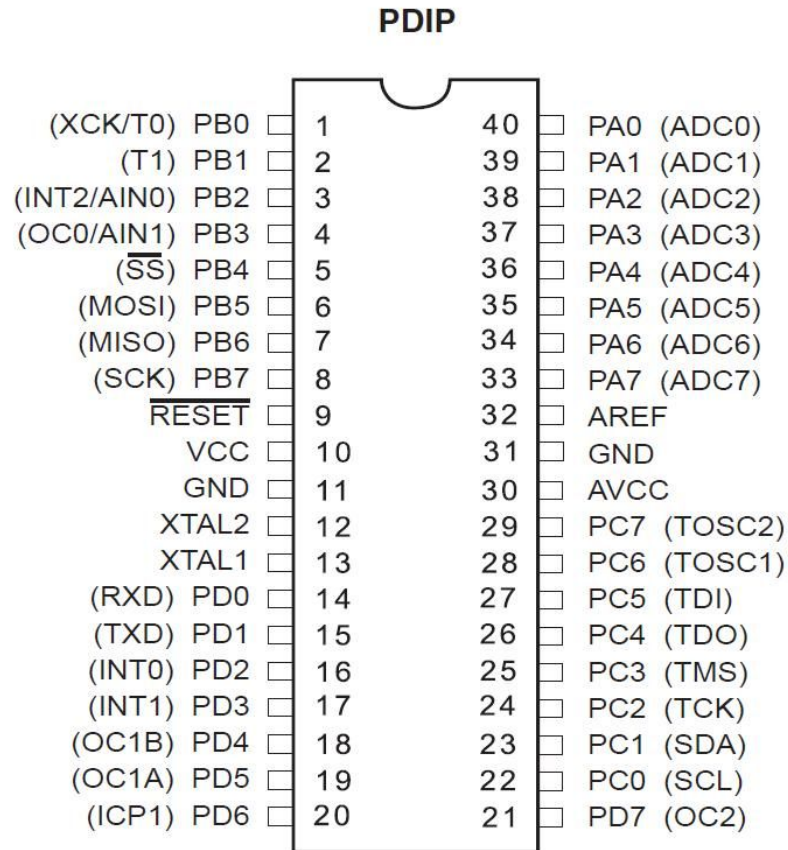 PDIP
(XCK/T0) PB0 1 40 PA0 (ADC0)
(T1) PB1 2 39 PA1 (ADC1)
(INT2/AIN0) PB2 3 38 PA2 (ADC2)
(OC0/AIN1) PB3 4 37 PA3 (ADC3)
(SS) PB4 5 36 PA4 (ADC4)
(MOSI) PB5 6 35 PA5 (ADC5)
(MISO) PB6 7 34 PA6 (ADC6)
(SCK) PB7 8 33 PA7 (ADC7)
RESET 9 32 AREF
VCC 10 31 GND
GND 11 30 AVCC
XTAL2 12 29 PC7 (TOSC2)
XTAL1 13 28 PC6 (TOSC1)
(RXD) PD0 14 27 PC5 (TDI)
(TXD) PD1 15 26 PC4 (TDO)
(INT0) PD2 16 25 PC3 (TMS)
(INT1) PD3 17 24 PC2 (TCK)
(OC1B) PD4 18 23 PC1 (SDA)
(OC1A) PD5 19 22 PC0 (SCL)
(ICP1) PD6 20 21 PD7 (OC2)